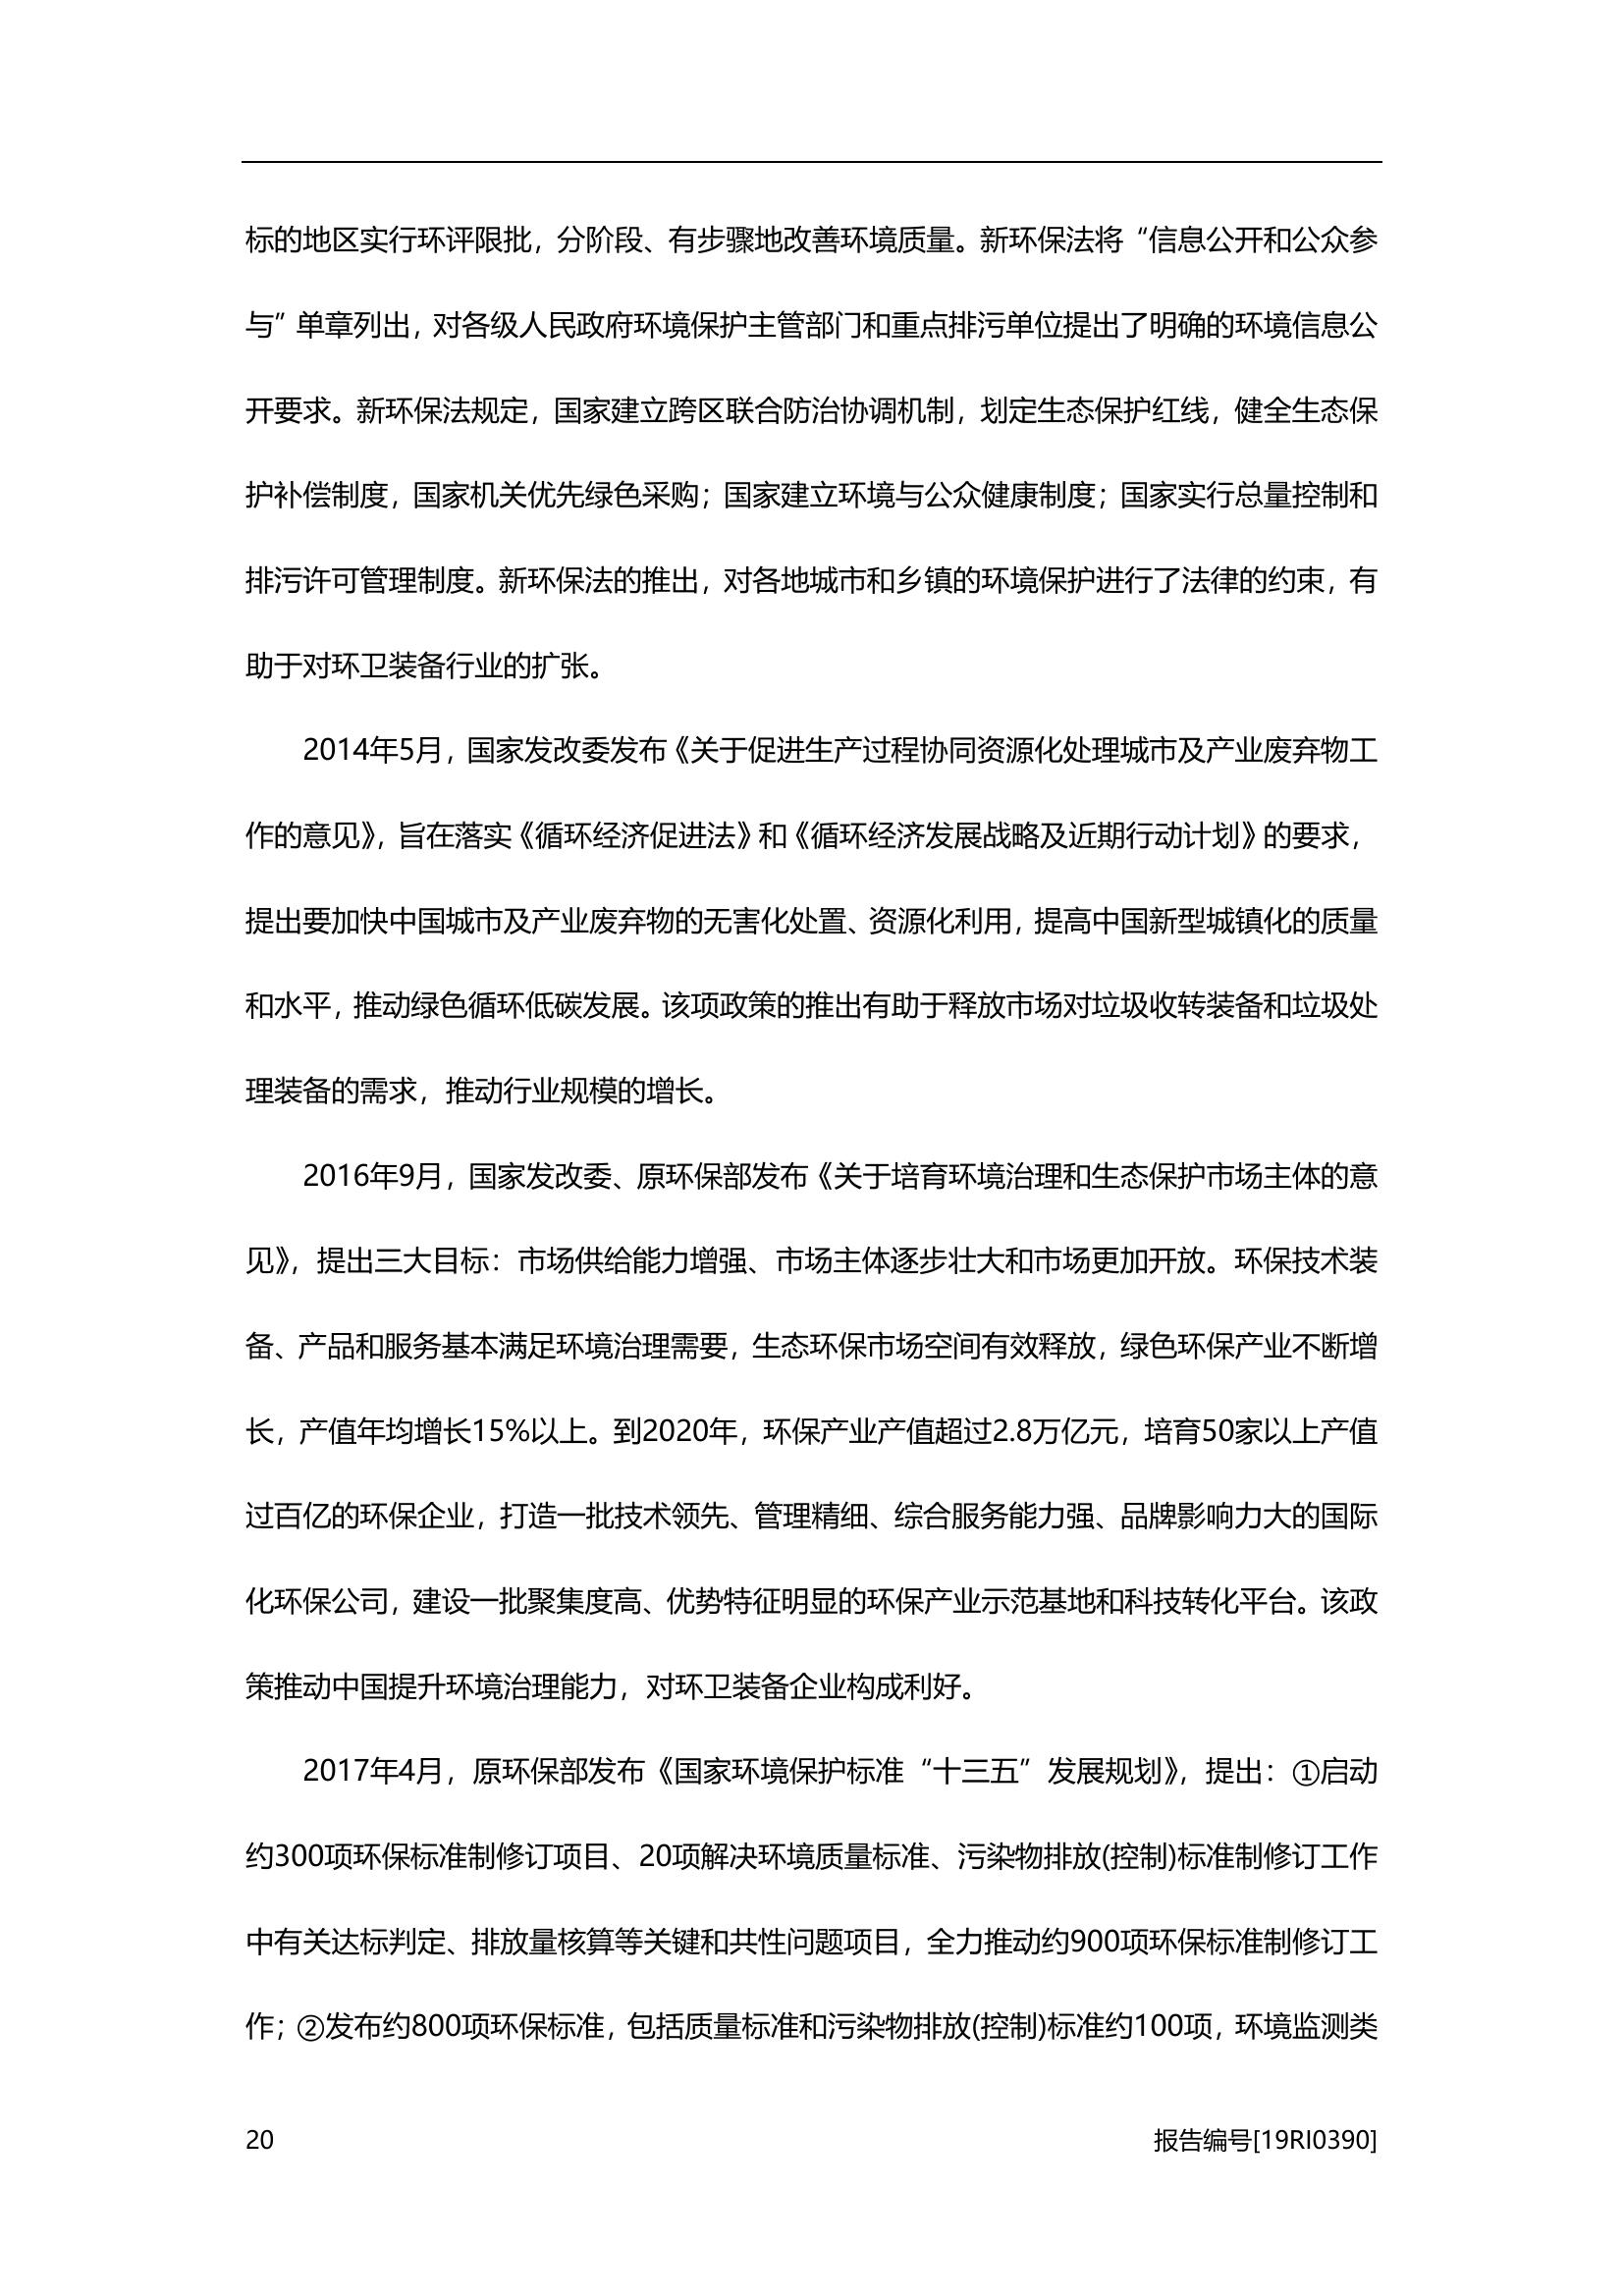 标的地区实行环评限批，分阶段、有步骤地改善环境质量。新环保法将“信息公开和公众参
与”单章列出，对各级人民政府环境保护主管部门和重点排污单位提出了明确的环境信息公
开要求。新环保法规定，国家建立跨区联合防治协调机制，划定生态保护红线，健全生态保
护补偿制度，国家机关优先绿色采购；国家建立环境与公众健康制度；国家实行总量控制和
排污许可管理制度。新环保法的推出，对各地城市和乡镇的环境保护进行了法律的约束，有
助于对环卫装备行业的扩张。
2014年5月，国家发改委发布《关于促进生产过程协同资源化处理城市及产业废弃物工
作的意见》，旨在落实《循环经济促进法》和《循环经济发展战略及近期行动计划》的要求，
提出要加快中国城市及产业废弃物的无害化处置、资源化利用，提高中国新型城镇化的质量
和水平，推动绿色循环低碳发展。该项政策的推出有助于释放市场对垃圾收转装备和垃圾处
理装备的需求，推动行业规模的增长。
2016年9月，国家发改委、原环保部发布《关于培育环境治理和生态保护市场主体的意
见》，提出三大目标：市场供给能力增强、市场主体逐步壮大和市场更加开放。环保技术装
备、产品和服务基本满足环境治理需要，生态环保市场空间有效释放，绿色环保产业不断增
长，产值年均增长15%以上。到2020年，环保产业产值超过2.8万亿元，培育50家以上产值
过百亿的环保企业，打造一批技术领先、管理精细、综合服务能力强、品牌影响力大的国际
化环保公司，建设一批聚集度高、优势特征明显的环保产业示范基地和科技转化平台。该政
策推动中国提升环境治理能力，对环卫装备企业构成利好。
2017年4月，原环保部发布《国家环境保护标准“十三五”发展规划》，提出：①启动
约300项环保标准制修订项目、20项解决环境质量标准、污染物排放(控制)标准制修订工作
中有关达标判定、排放量核算等关键和共性问题项目，全力推动约900项环保标准制修订工
作；②发布约800项环保标准，包括质量标准和污染物排放(控制)标准约100项，环境监测类
20
报告编号[19RI0390]